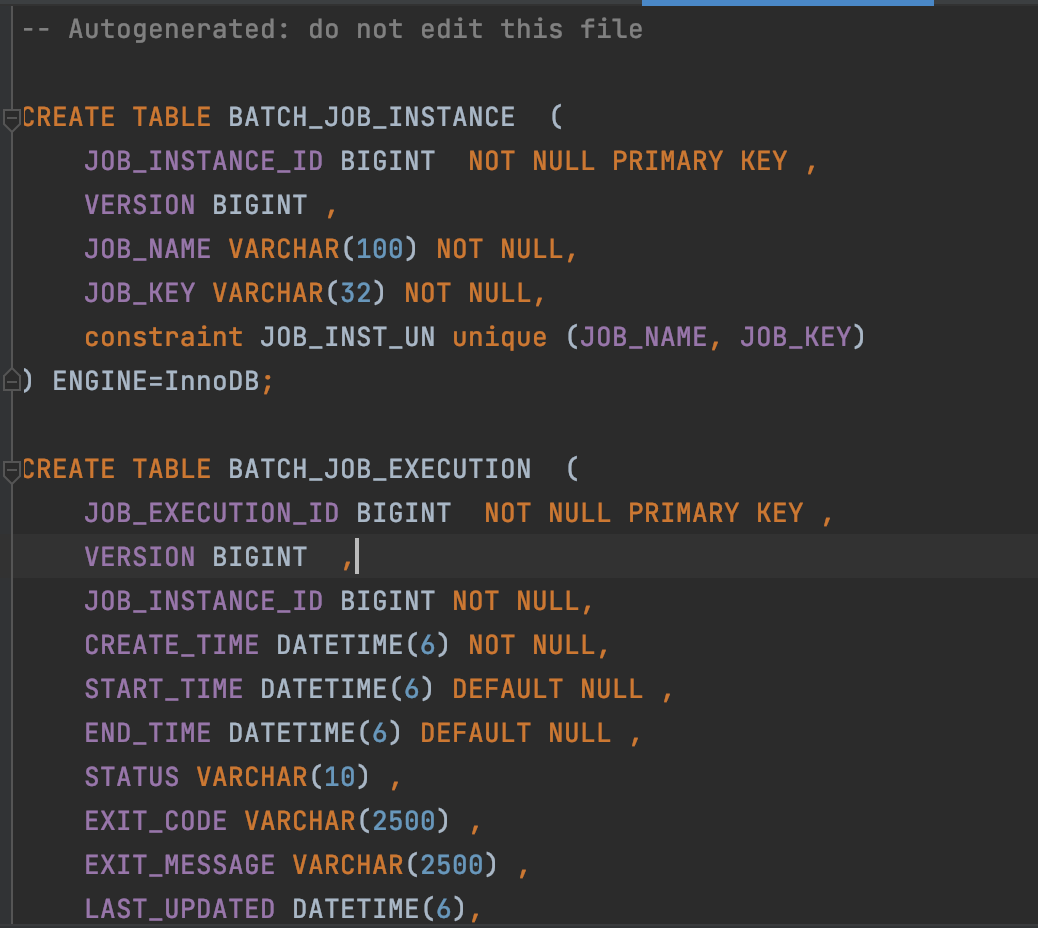 -- Autogenerated: do not edit this file
CREATE TABLE BATCH_JOB_INSTANCE  (
    JOB_INSTANCE_ID BIGINT  NOT NULL PRIMARY KEY ,
    VERSION BIGINT ,
    JOB_NAME VARCHAR(100) NOT NULL,
    JOB_KEY VARCHAR(32) NOT NULL,
    constraint JOB_INST_UN unique (JOB_NAME, JOB_KEY)
) ENGINE=InnoDB;
CREATE TABLE BATCH_JOB_EXECUTION  (
    JOB_EXECUTION_ID BIGINT  NOT NULL PRIMARY KEY ,
    VERSION BIGINT  ,
    JOB_INSTANCE_ID BIGINT NOT NULL,
    CREATE_TIME DATETIME(6) NOT NULL,
    START_TIME DATETIME(6) DEFAULT NULL ,
    END_TIME DATETIME(6) DEFAULT NULL ,
    STATUS VARCHAR(10) ,
    EXIT_CODE VARCHAR(2500) ,
    EXIT_MESSAGE VARCHAR(2500) ,
    LAST_UPDATED DATETIME(6),